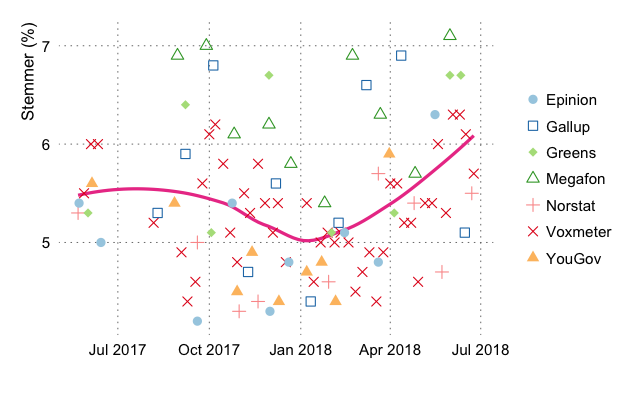 Stemmer (%)
7
6
5
Jul 2017
Oct 2017
Jan 2018
Apr 2018
Jul 2018
Epinion
Gallup
Greens
Megafon
Norstat
Voxmeter
YouGov